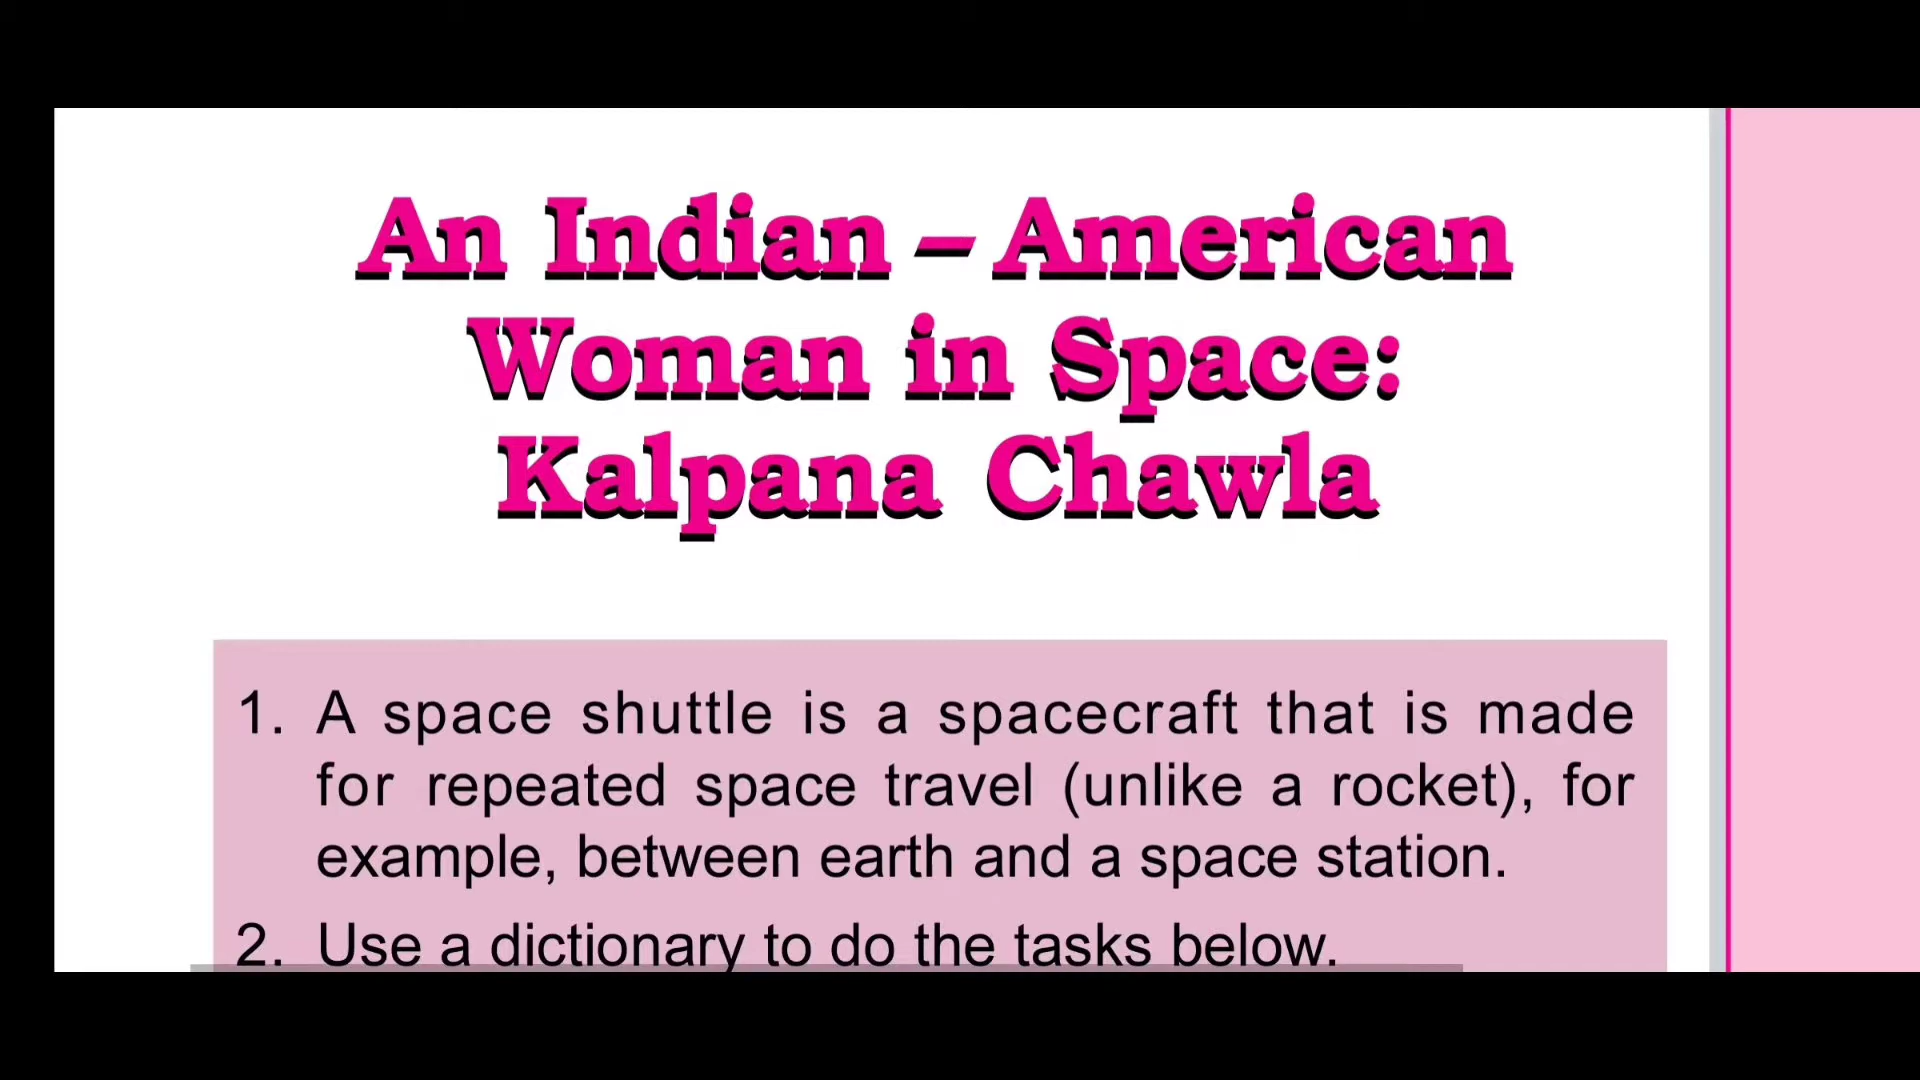 An Indian – American
Woman in Space:
Kalpana Chawla
1. A space shuttle is a spacecraft that is made
for repeated space travel (unlike a rocket), for
example, between earth and a space station.
2. Use a dictionary to do the tasks below.